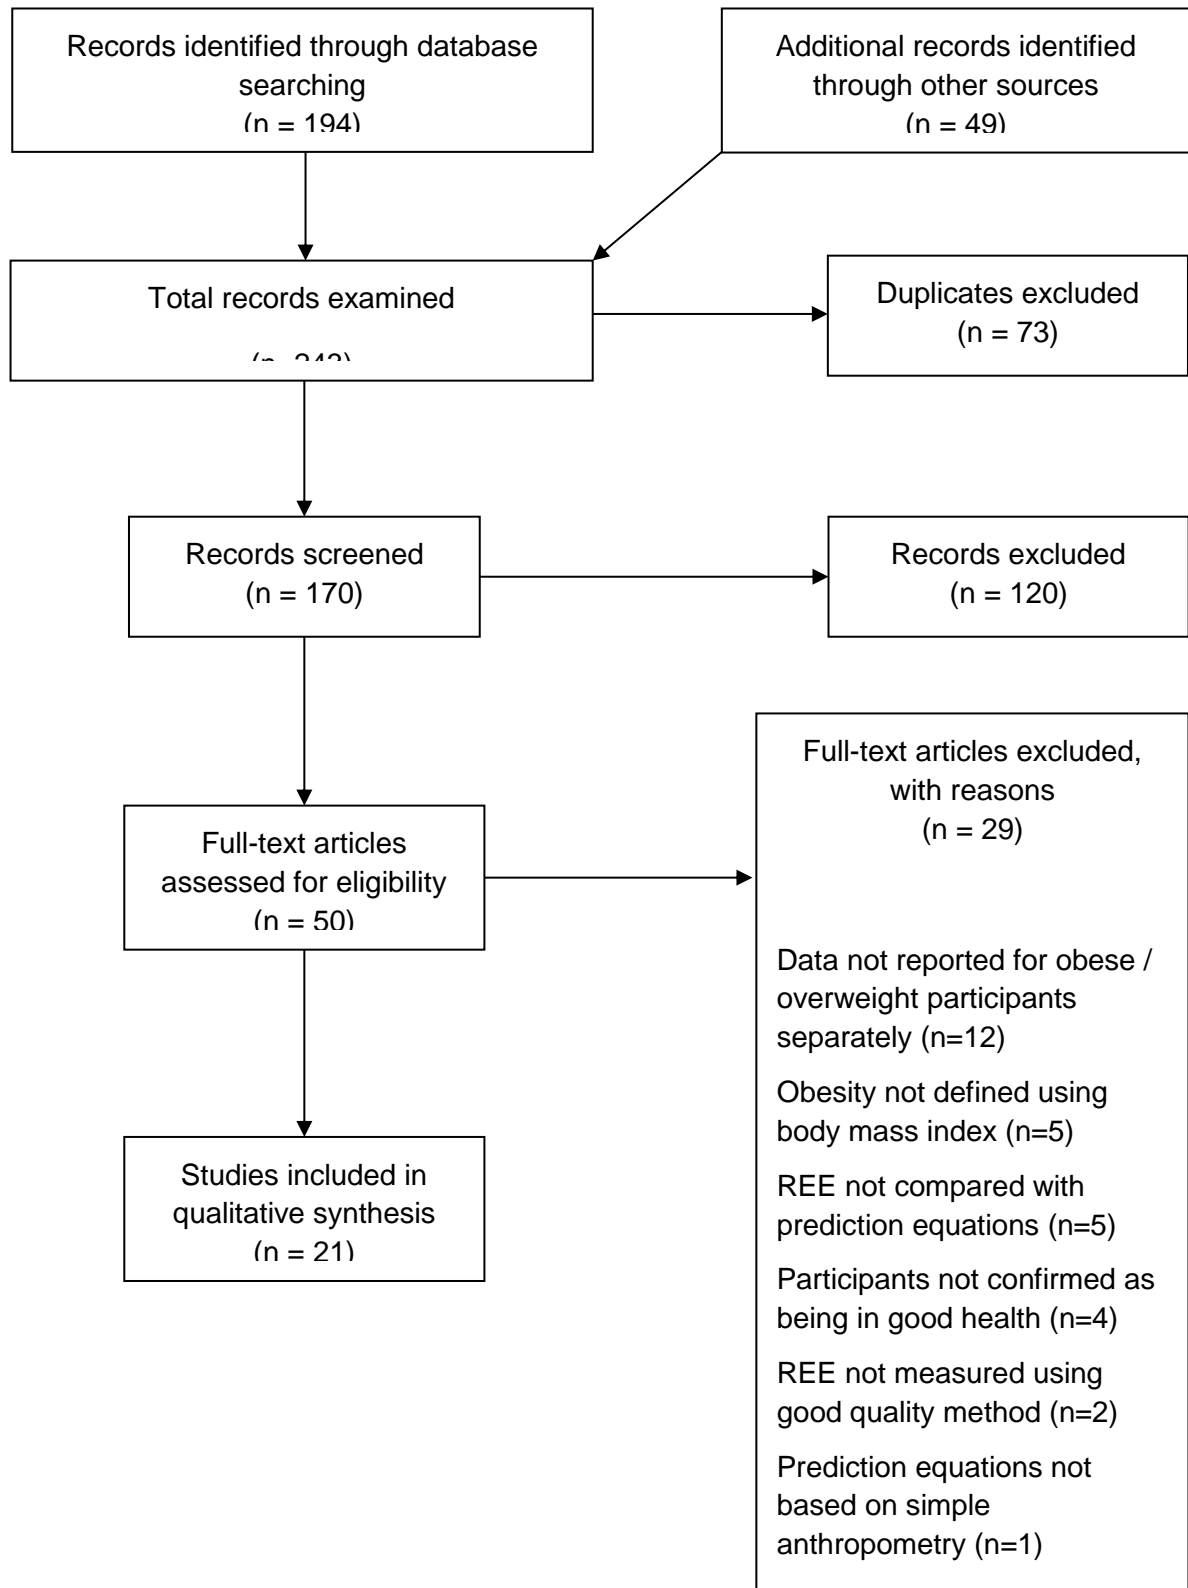 Records identified through database
searching
(n = 194)
Additional records identified
through other sources
(n = 49)
Total records examined
(n=243)
Duplicates excluded
(n = 73)
Records screened
(n = 170)
Records excluded
(n = 120)
Full-text articles
assessed for eligibility
(n = 50)
Full-text articles excluded,
with reasons
(n = 29)
Data not reported for obese /
overweight participants
separately (n=12)
Obesity not defined using
body mass index (n=5)
REE not compared with
prediction equations (n=5)
Participants not confirmed as
being in good health (n=4)
REE not measured using
good quality method (n=2)
Prediction equations not
based on simple
anthropometry (n=1)
Studies included in
qualitative synthesis
(n = 21)